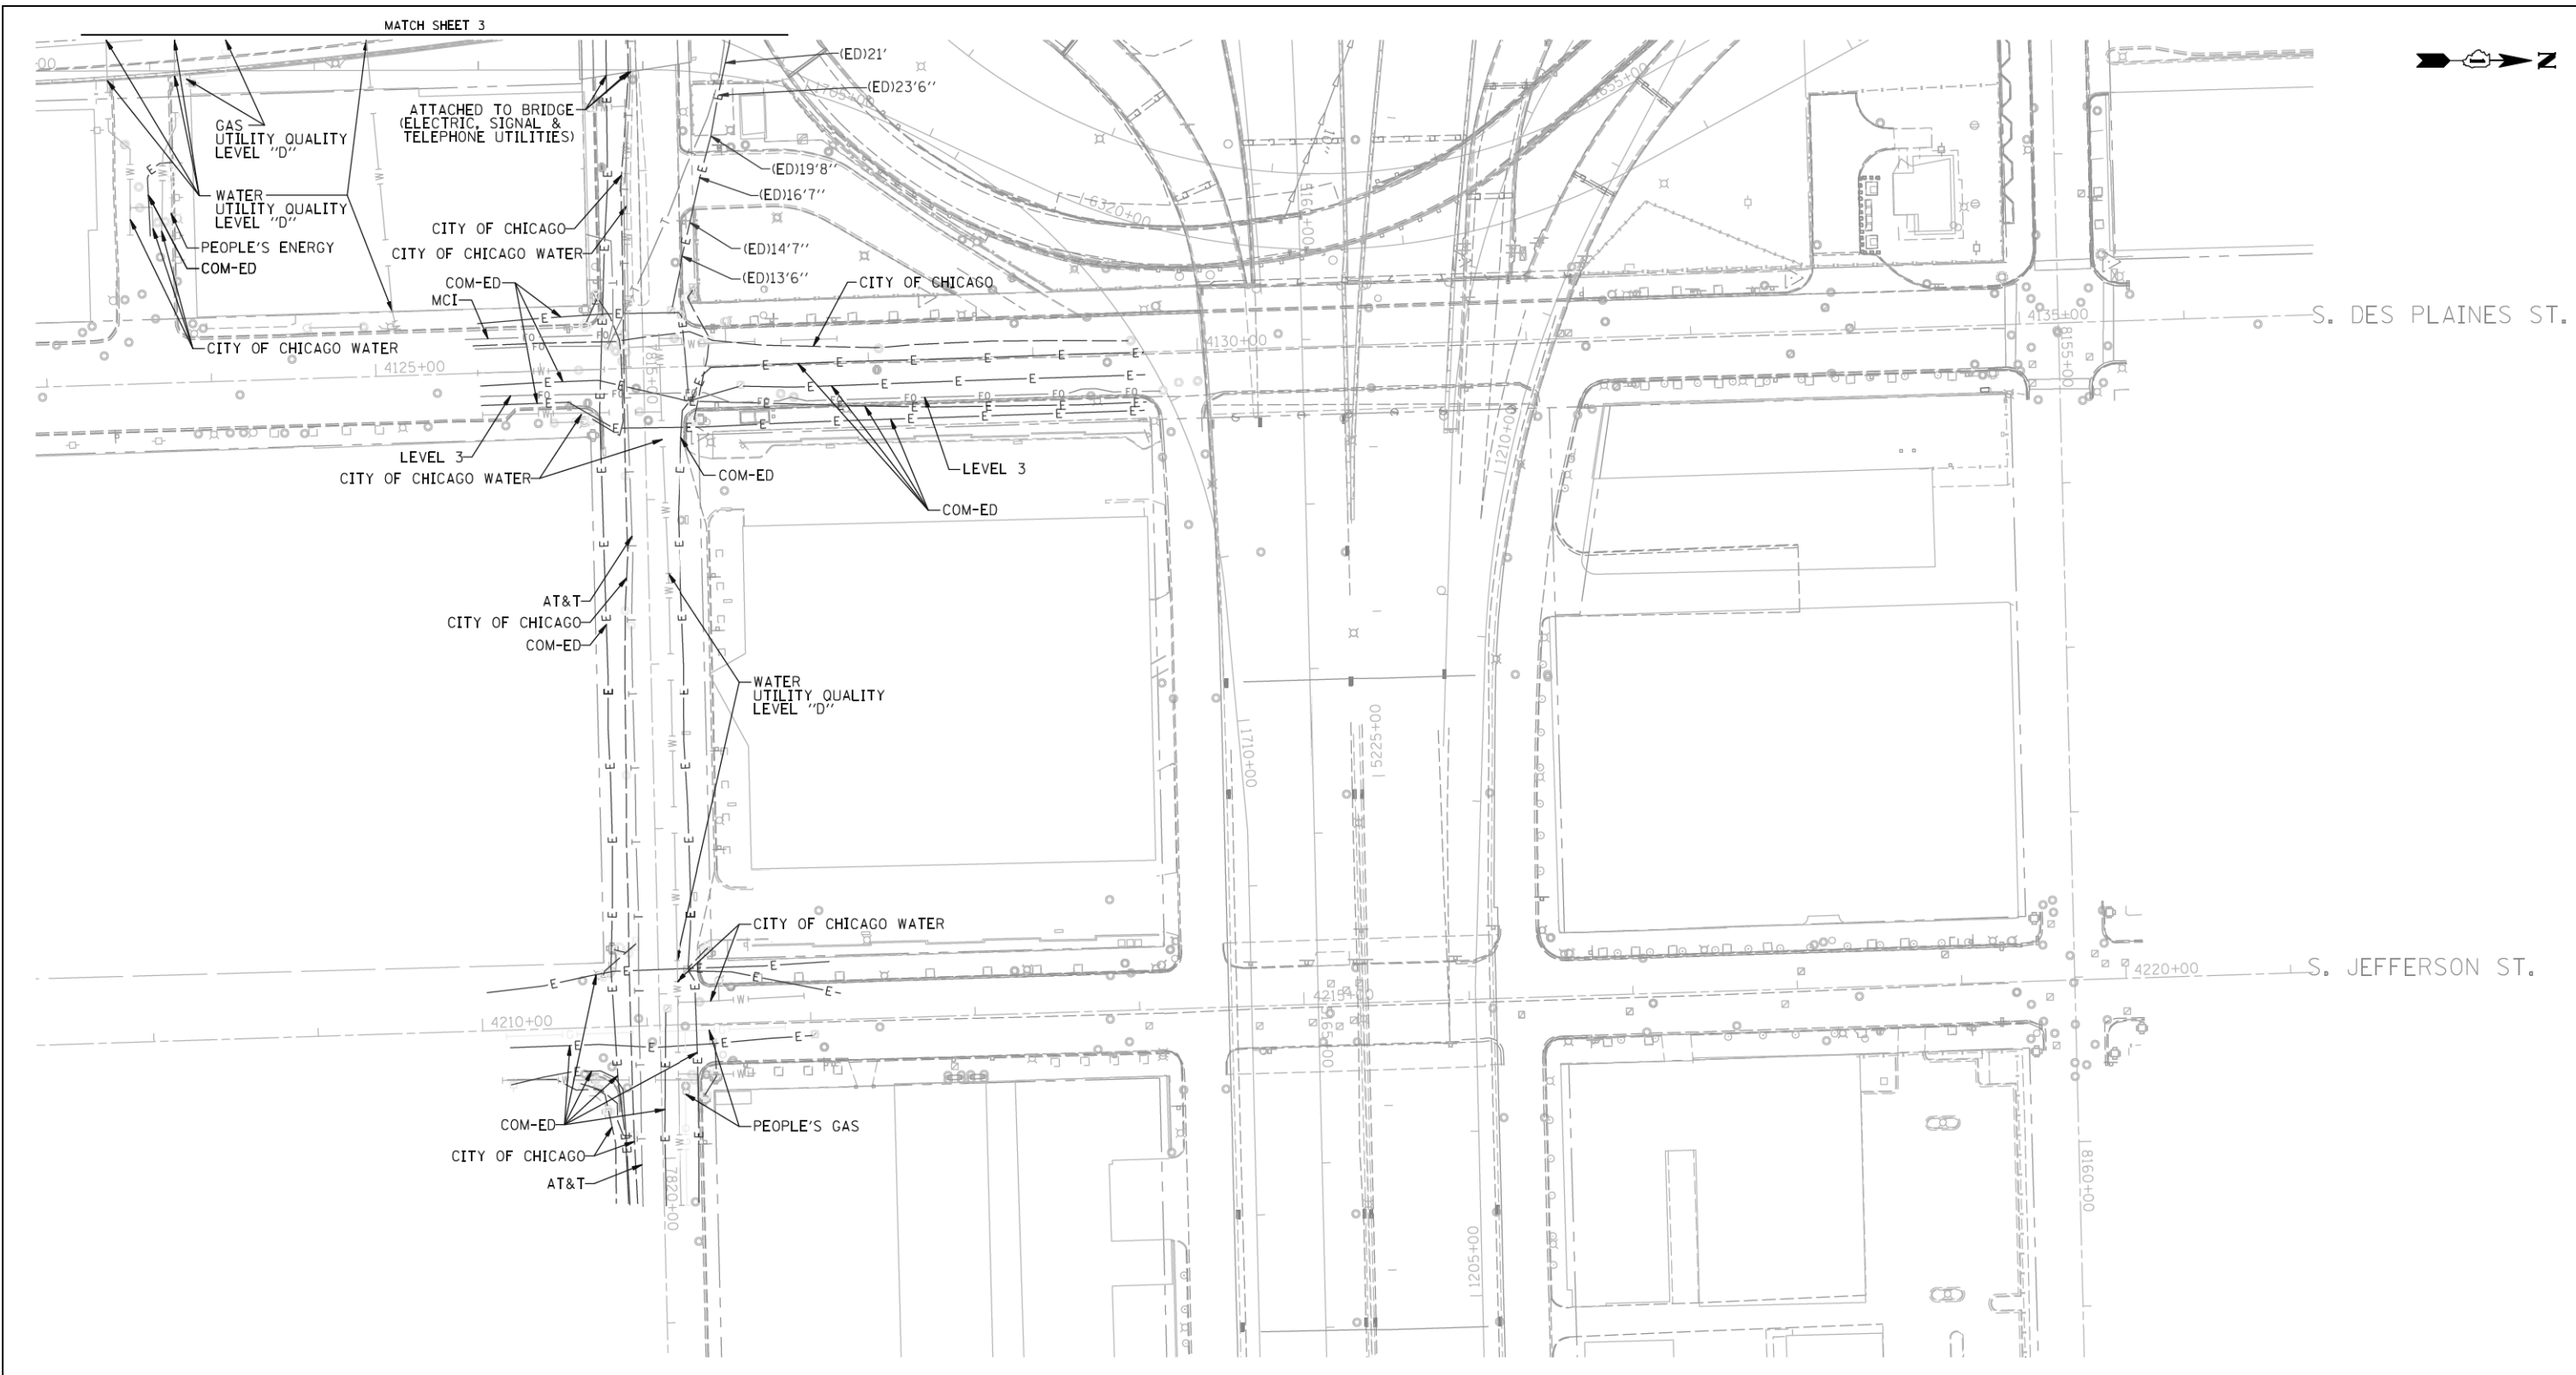 MATCH SHEET 3
(ED)21'
(ED)23'6''
ATTACHED TO BRIDGE
(ELECTRIC, SIGNAL &
TELEPHONE UTILITIES)
GAS
UTILITY QUALITY
LEVEL ''D''
(ED)19'8''
(ED)16'7''
WATER
UTILITY QUALITY
LEVEL ''D''
CITY OF CHICAGO
PEOPLE'S ENERGY
CITY OF CHICAGO WATER
(ED)14'7''
COM-ED
(ED)13'6''
COM-ED
CITY OF CHICAGO
MCI
CITY OF CHICAGO WATER
N
1655+00
6320+00
10''
4125+00
4130+00
4135+00
8155+00
S. DES PLAINES ST.
LEVEL 3
CITY OF CHICAGO WATER
COM-ED
LEVEL 3
COM-ED
1210+00
AT&T
CITY OF CHICAGO
COM-ED
WATER
UTILITY QUALITY
LEVEL ''D''
1710+00
5225+00
CITY OF CHICAGO WATER
4210+00
4215+00
4220+00
S. JEFFERSON ST.
COM-ED
PEOPLE'S GAS
CITY OF CHICAGO
AT&T
7820+00
8160+00
1205+00